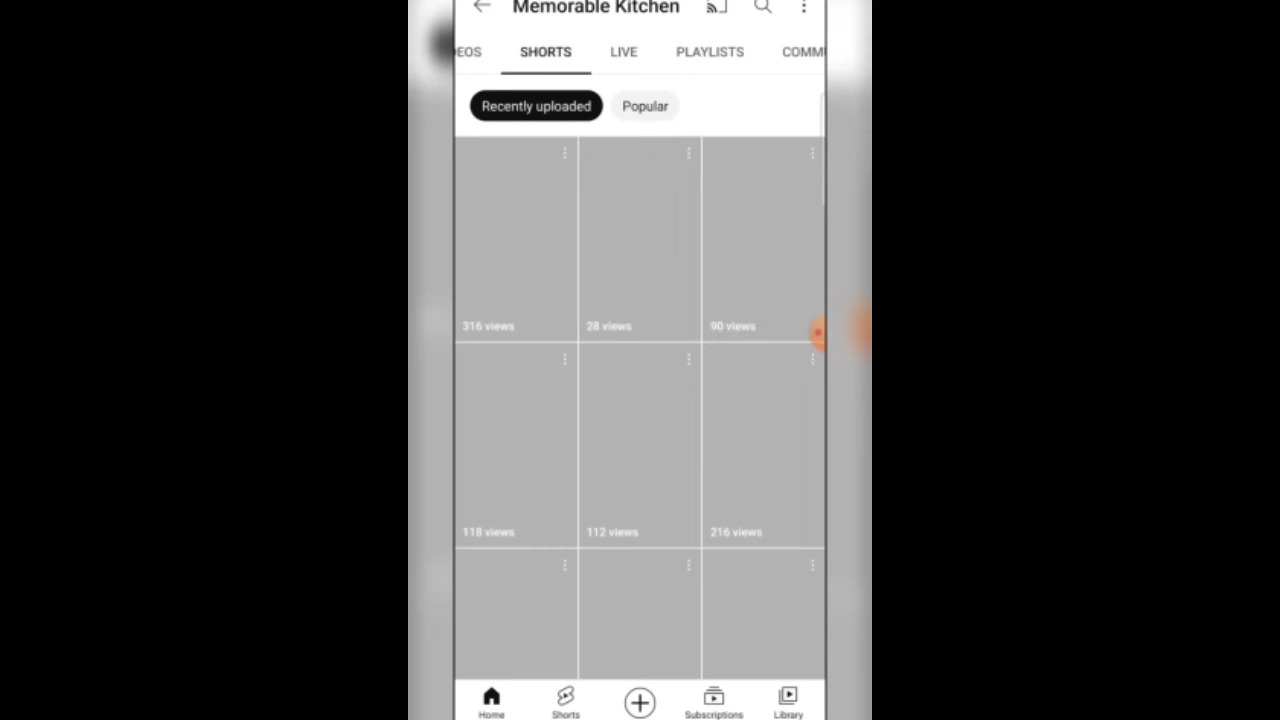 Memorable Kitchen
EOS SHORTS LIVE PLAYLISTS COMMU
Recently uploaded Popular
316 views 28 views 90 views
118 views 112 views 216 views
Home Shorts Subscriptions Library